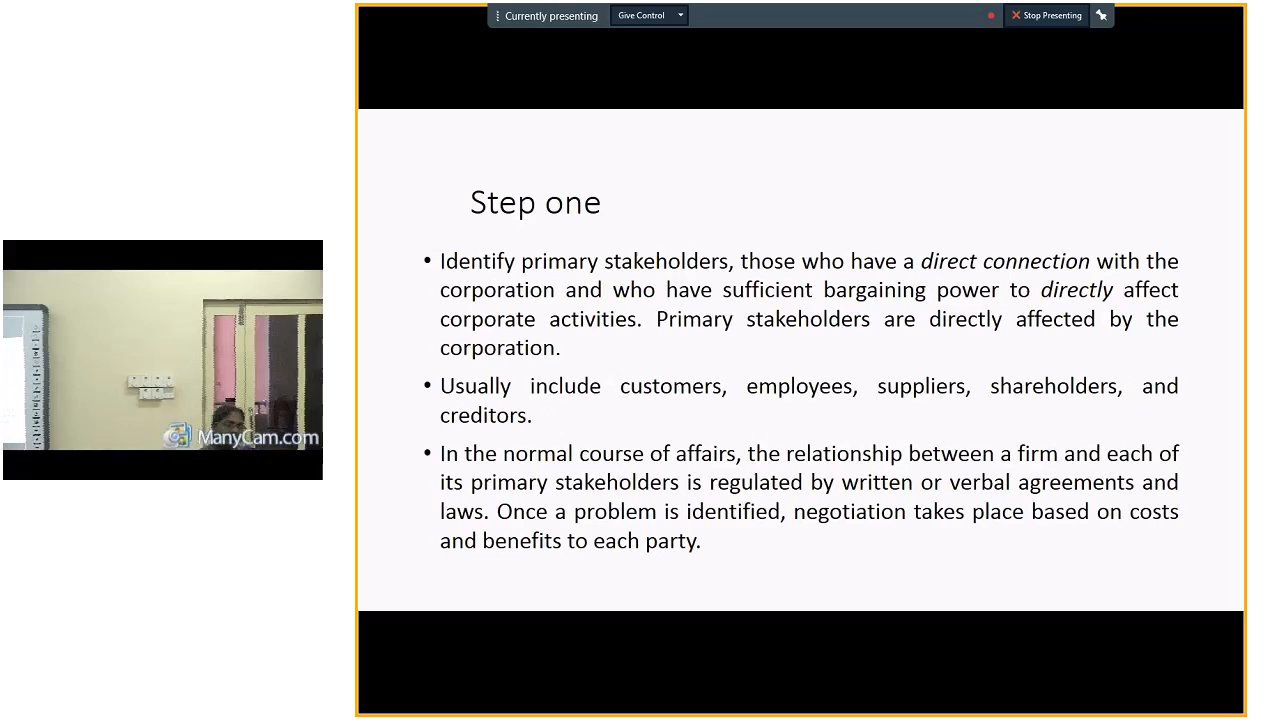 Currently presenting
Give Control
Stop Presenting
Step one
• Identify primary stakeholders, those who have a direct connection with the
corporation and who have sufficient bargaining power to directly affect
corporate activities. Primary stakeholders are directly affected by the
corporation.
• Usually include customers, employees, suppliers, shareholders, and
creditors.
• In the normal course of affairs, the relationship between a firm and each of
its primary stakeholders is regulated by written or verbal agreements and
laws. Once a problem is identified, negotiation takes place based on costs
and benefits to each party.
ManyCam.com